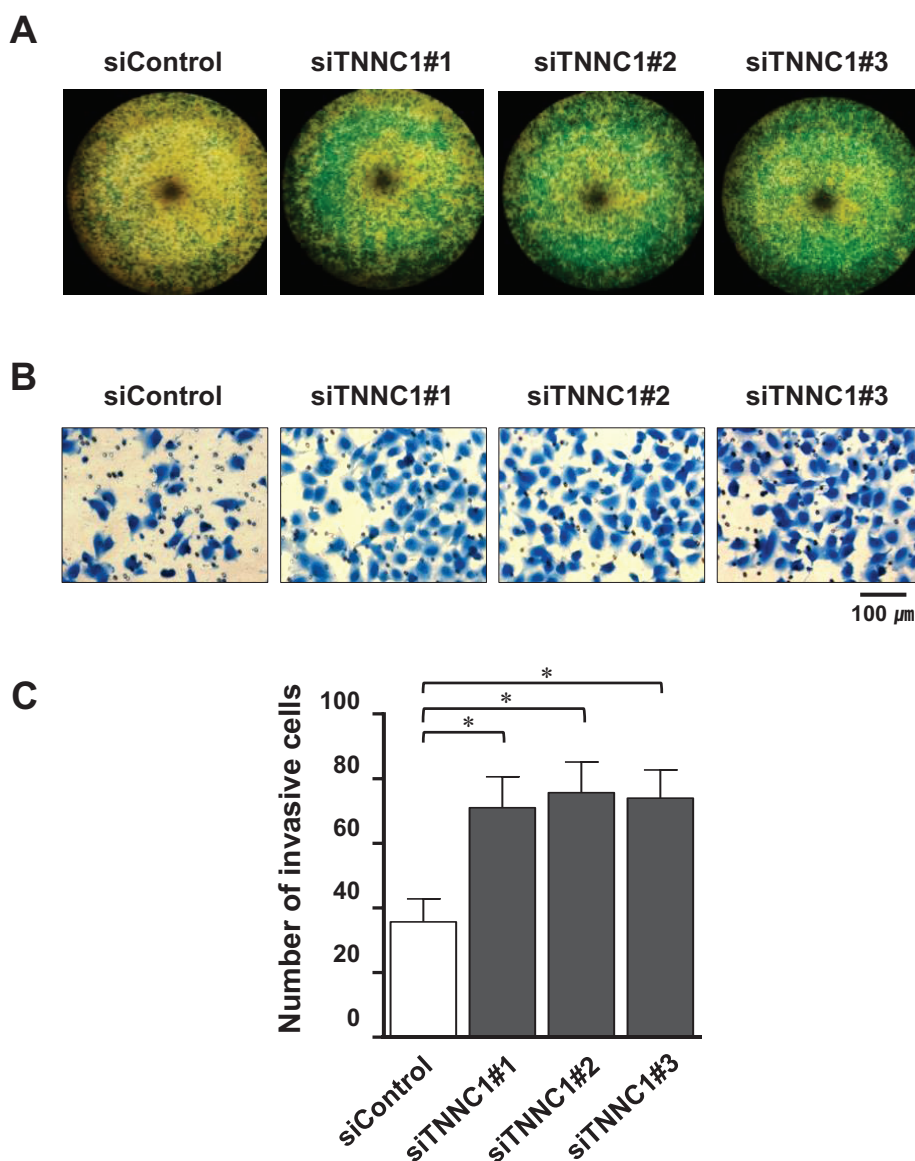 A
siControl siTNNC1#1 siTNNC1#2 siTNNC1#3
B
siControl siTNNC1#1 siTNNC1#2 siTNNC1#3
100 µm
C
Number of invasive cells
100
80
60
40
20
0
*
*
*
siControl
siTNNC1#1
siTNNC1#2
siTNNC1#3